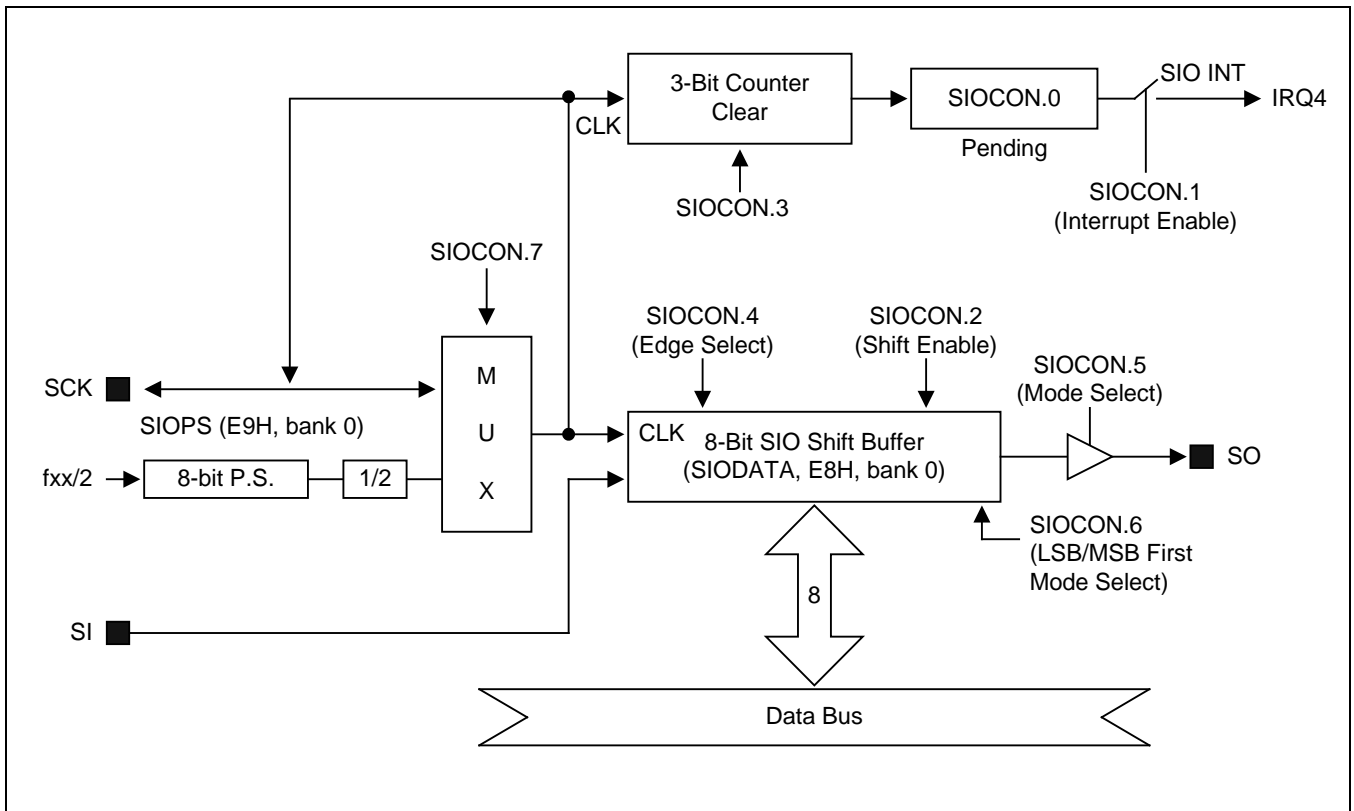 3-Bit Counter
Clear
CLK
SIOCON.0
Pending
SIO INT
IRQ4
SIOCON.3
SIOCON.1
(Interrupt Enable)
SIOCON.7
SIOCON.4
(Edge Select)
SIOCON.2
(Shift Enable)
SIOCON.5
(Mode Select)
SCK
SIOPS (E9H, bank 0)
fxx/2
8-bit P.S.
1/2
M
U
X
CLK
8-Bit SIO Shift Buffer
(SIODATA, E8H, bank 0)
SO
SIOCON.6
(LSB/MSB First
Mode Select)
8
SI
Data Bus